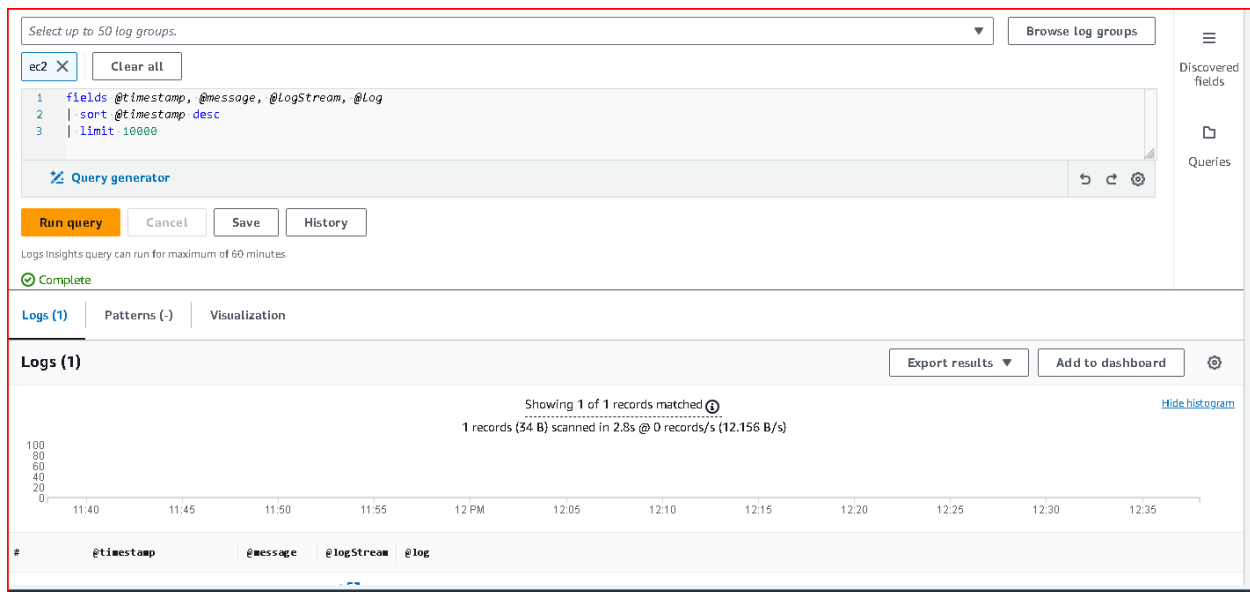 Select up to 50 log groups.
Browse log groups
ec2
Clear all
Discovered
fields
1 fields @timestamp, @message, @logStream, @log
2 | sort @timestamp desc
3 | limit 10000
Queries
Query generator
Run query Cancel Save History
Logs Insights query can run for maximum of 60 minutes.
Complete
Logs (1) Patterns (-) Visualization
Logs (1)
Export results Add to dashboard
Showing 1 of 1 records matched
Hide histogram
1 records (34 B) scanned in 2.8s @ 0 records/s (12.156 B/s)
100
80
60
40
20
0
11:40 11:45 11:50 11:55 12 PM 12:05 12:10 12:15 12:20 12:25 12:30 12:35
# @timestamp @message @logStream @log